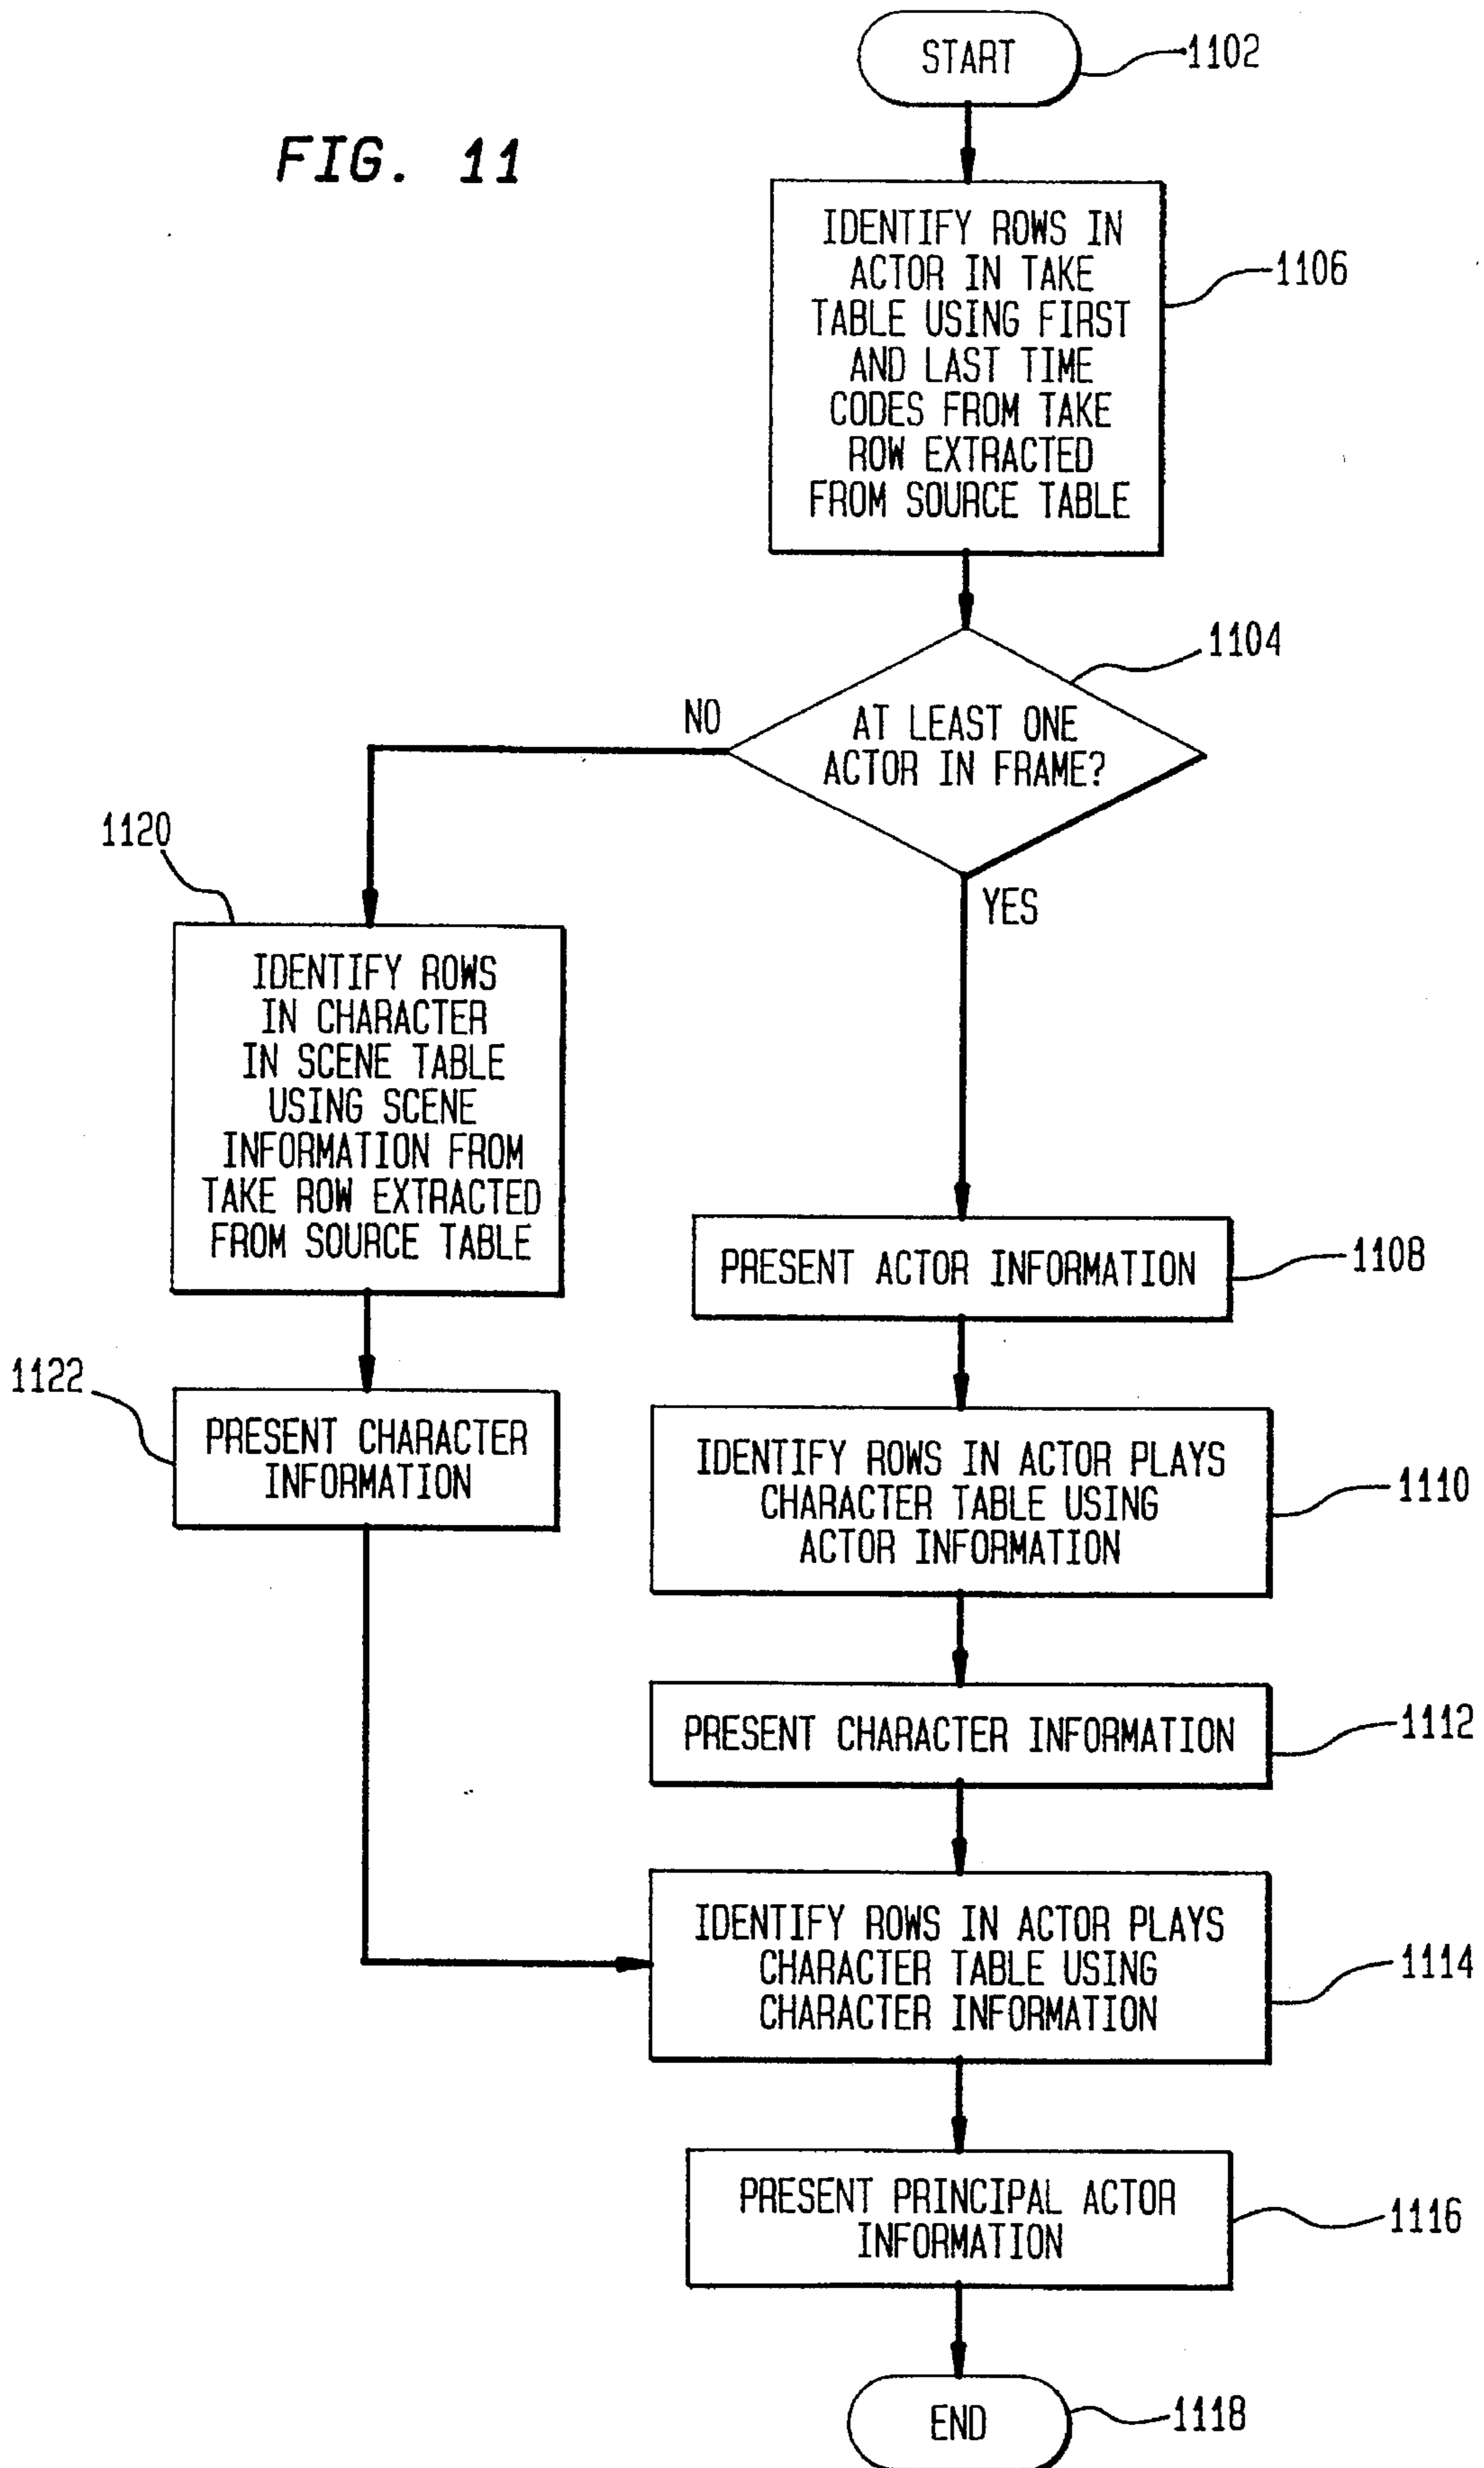 FIG. 11
START
1102
IDENTIFY ROWS IN
ACTOR IN TAKE
TABLE USING FIRST
AND LAST TIME
CODES FROM TAKE
ROW EXTRACTED
FROM SOURCE TABLE
1106
AT LEAST ONE
ACTOR IN FRAME?
1104
NO
YES
1120
IDENTIFY ROWS
IN CHARACTER
IN SCENE TABLE
USING SCENE
INFORMATION FROM
TAKE ROW EXTRACTED
FROM SOURCE TABLE
1122
PRESENT CHARACTER
INFORMATION
PRESENT ACTOR INFORMATION
1108
IDENTIFY ROWS IN ACTOR PLAYS
CHARACTER TABLE USING
ACTOR INFORMATION
1110
PRESENT CHARACTER INFORMATION
1112
IDENTIFY ROWS IN ACTOR PLAYS
CHARACTER TABLE USING
CHARACTER INFORMATION
1114
PRESENT PRINCIPAL ACTOR
INFORMATION
1116
END
1118